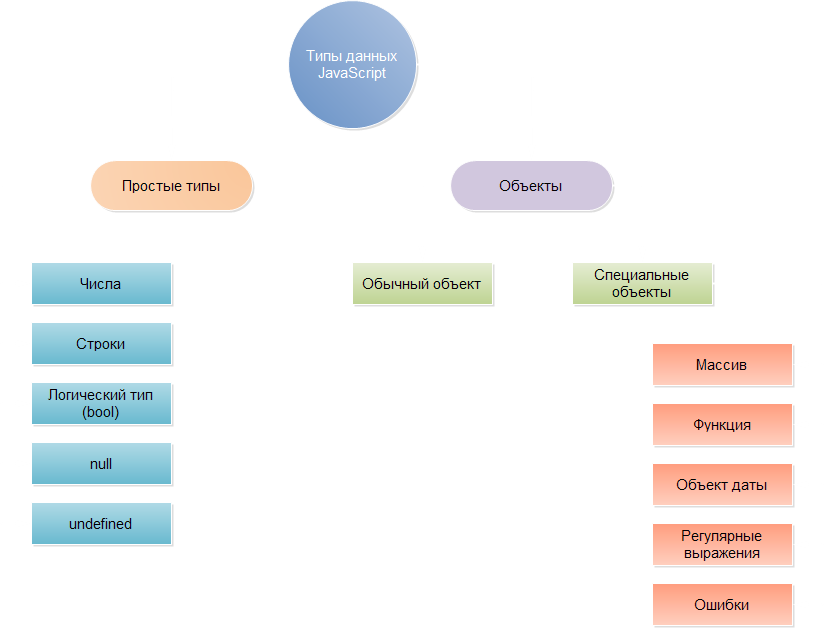 Типы данных
JavaScript
Простые типы
Объекты
Числа
Строки
Логический тип
(bool)
null
undefined
Обычный объект
Специальные
объекты
Массив
Функция
Объект даты
Регулярные
выражения
Ошибки